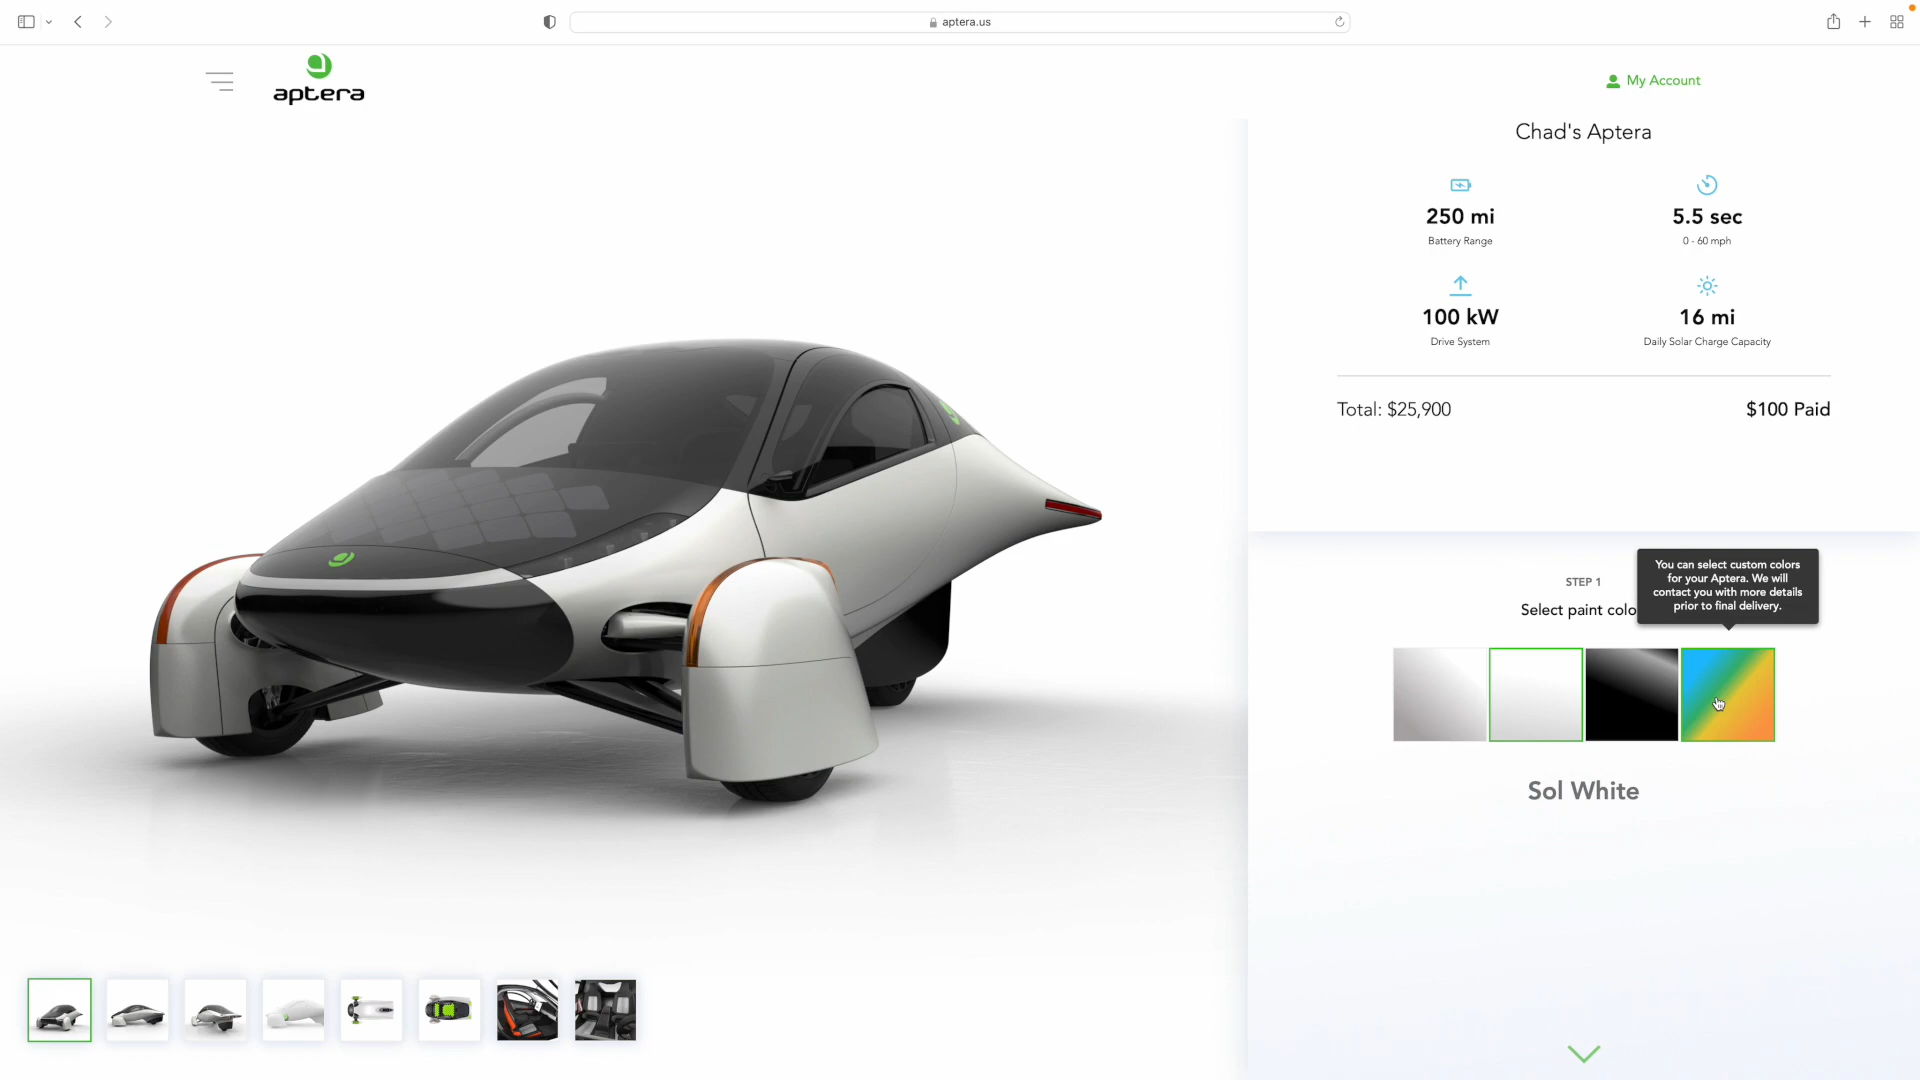 aptera.us
aptera
My Account
Chad's Aptera
250 mi
Battery Range
5.5 sec
0 - 60 mph
100 kW
Drive System
16 mi
Daily Solar Charge Capacity
Total: $25,900
$100 Paid
STEP 1
Select paint colo
You can select custom colors
for your Aptera. We will
contact you with more details
prior to final delivery.
Sol White